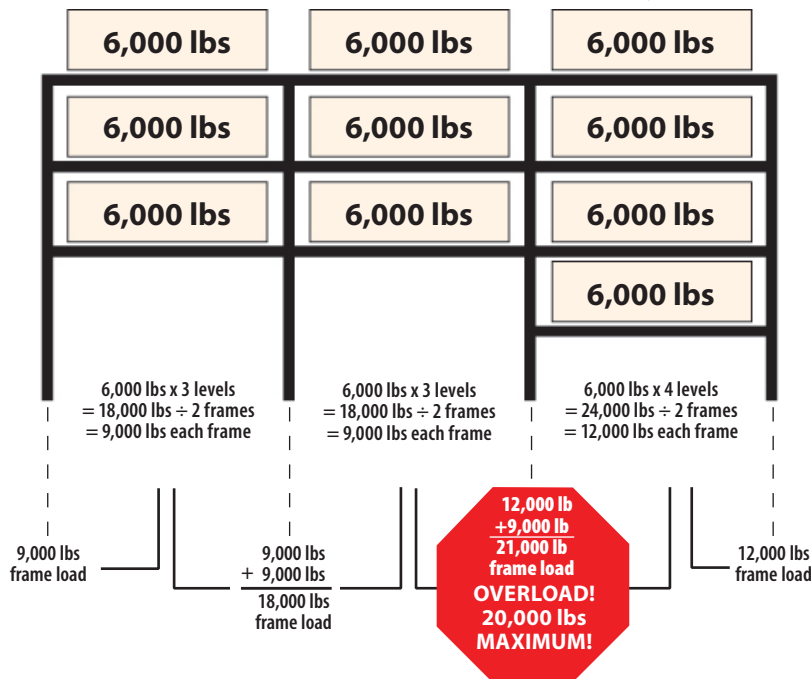 6,000 lbs
6,000 lbs
6,000 lbs
6,000 lbs
6,000 lbs
6,000 lbs
6,000 lbs
6,000 lbs
6,000 lbs
6,000 lbs
6,000 lbs x 3 levels
= 18,000 lbs ÷ 2 frames
= 9,000 lbs each frame
6,000 lbs x 3 levels
= 18,000 lbs ÷ 2 frames
= 9,000 lbs each frame
6,000 lbs x 4 levels
= 24,000 lbs ÷ 2 frames
= 12,000 lbs each frame
9,000 lbs
frame load
9,000 lbs
+ 9,000 lbs
18,000 lbs
frame load
12,000 lb
+9,000 lb
21,000 lb
frame load
OVERLOAD!
20,000 lbs
MAXIMUM!
12,000 lbs
frame load